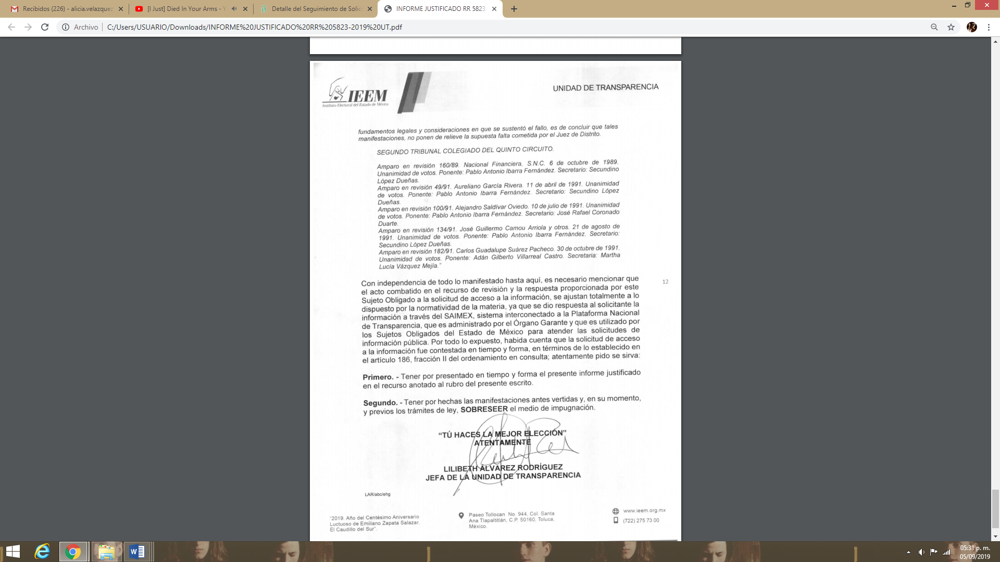 Recibidos (226) - alicia.velazquez
[I Just] Died In Your Arms - Y
Detalle del Seguimiento de Solic
INFORME JUSTIFICADO RR 5823-
Archivo
C:/Users/USUARIO/Downloads/INFORME%20JUSTIFICADO%20RR%205823-2019%20UT.pdf
IEEM
Instituto Electoral del Estado de México
UNIDAD DE TRANSPARENCIA
fundamentos legales y consideraciones en que se sustentó el fallo, es de concluir que tales
manifestaciones, no ponen de relieve la supuesta falta cometida por el Juez de Distrito.
SEGUNDO TRIBUNAL COLEGIADO DEL QUINTO CIRCUITO.
Amparo en revisión 160/89. Nacional Financiera, S.N.C. 6 de octubre de 1989.
Unanimidad de votos. Ponente: Pablo Antonio Ibarra Fernández. Secretario: Secundino
López Dueñas.
Amparo en revisión 49/91. Aureliano García Rivera. 11 de abril de 1991. Unanimidad
de votos. Ponente: Pablo Antonio Ibarra Fernández. Secretario: Secundino López
Dueñas.
Amparo en revisión 100/91. Alejandro Saldívar Oviedo. 10 de julio de 1991. Unanimidad
de votos. Ponente: Pablo Antonio Ibarra Fernández. Secretario: José Rafael Coronado
Duarte.
Amparo en revisión 134/91. José Guillermo Camou Arriola y otros. 21 de agosto de
1991. Unanimidad de votos. Ponente: Pablo Antonio Ibarra Fernández. Secretario:
Secundino López Dueñas.
Amparo en revisión 182/91. Carlos Guadalupe Suárez Pacheco. 30 de octubre de 1991.
Unanimidad de votos. Ponente: Adán Gilberto Villarreal Castro. Secretaria: Martha
Lucía Vázquez Mejía."
Con independencia de todo lo manifestado hasta aquí, es necesario mencionar que
el acto combatido en el recurso de revisión y la respuesta proporcionada por este
Sujeto Obligado a la solicitud de acceso a la información, se ajustan totalmente a lo
dispuesto por la normatividad de la materia, ya que se dio respuesta al solicitante la
información a través del SAIMEX, sistema interconectado a la Plataforma Nacional
de Transparencia, que es administrado por el Órgano Garante y que es utilizado por
los Sujetos Obligados del Estado de México para atender las solicitudes de
información pública. Por todo lo expuesto, habida cuenta que la solicitud de acceso
a la información fue contestada en tiempo y forma, en términos de lo establecido en
el artículo 186, fracción II del ordenamiento en consulta; atentamente pido se sirva:
12
Primero. - Tener por presentado en tiempo y forma el presente informe justificado
en el recurso anotado al rubro del presente escrito.
Segundo. - Tener por hechas las manifestaciones antes vertidas y, en su momento,
y previos los trámites de ley, SOBRESEER el medio de impugnación.
“TÚ HACES LA MEJOR ELECCIÓN”
ATENTAMENTE
LILIBETH ÁLVAREZ RODRÍGUEZ
JEFA DE LA UNIDAD DE TRANSPARENCIA
LAR/abc/ehg
"2019. Año del Centésimo Aniversario
Luctuoso de Emiliano Zapata Salazar.
El Caudillo del Sur".
Paseo Tollocan No. 944, Col. Santa
Ana Tlapaltitlán, C.P. 50160, Toluca,
México.
www.ieem.org.mx
(722) 275 73 00
05:31 p. m.
05/09/2019